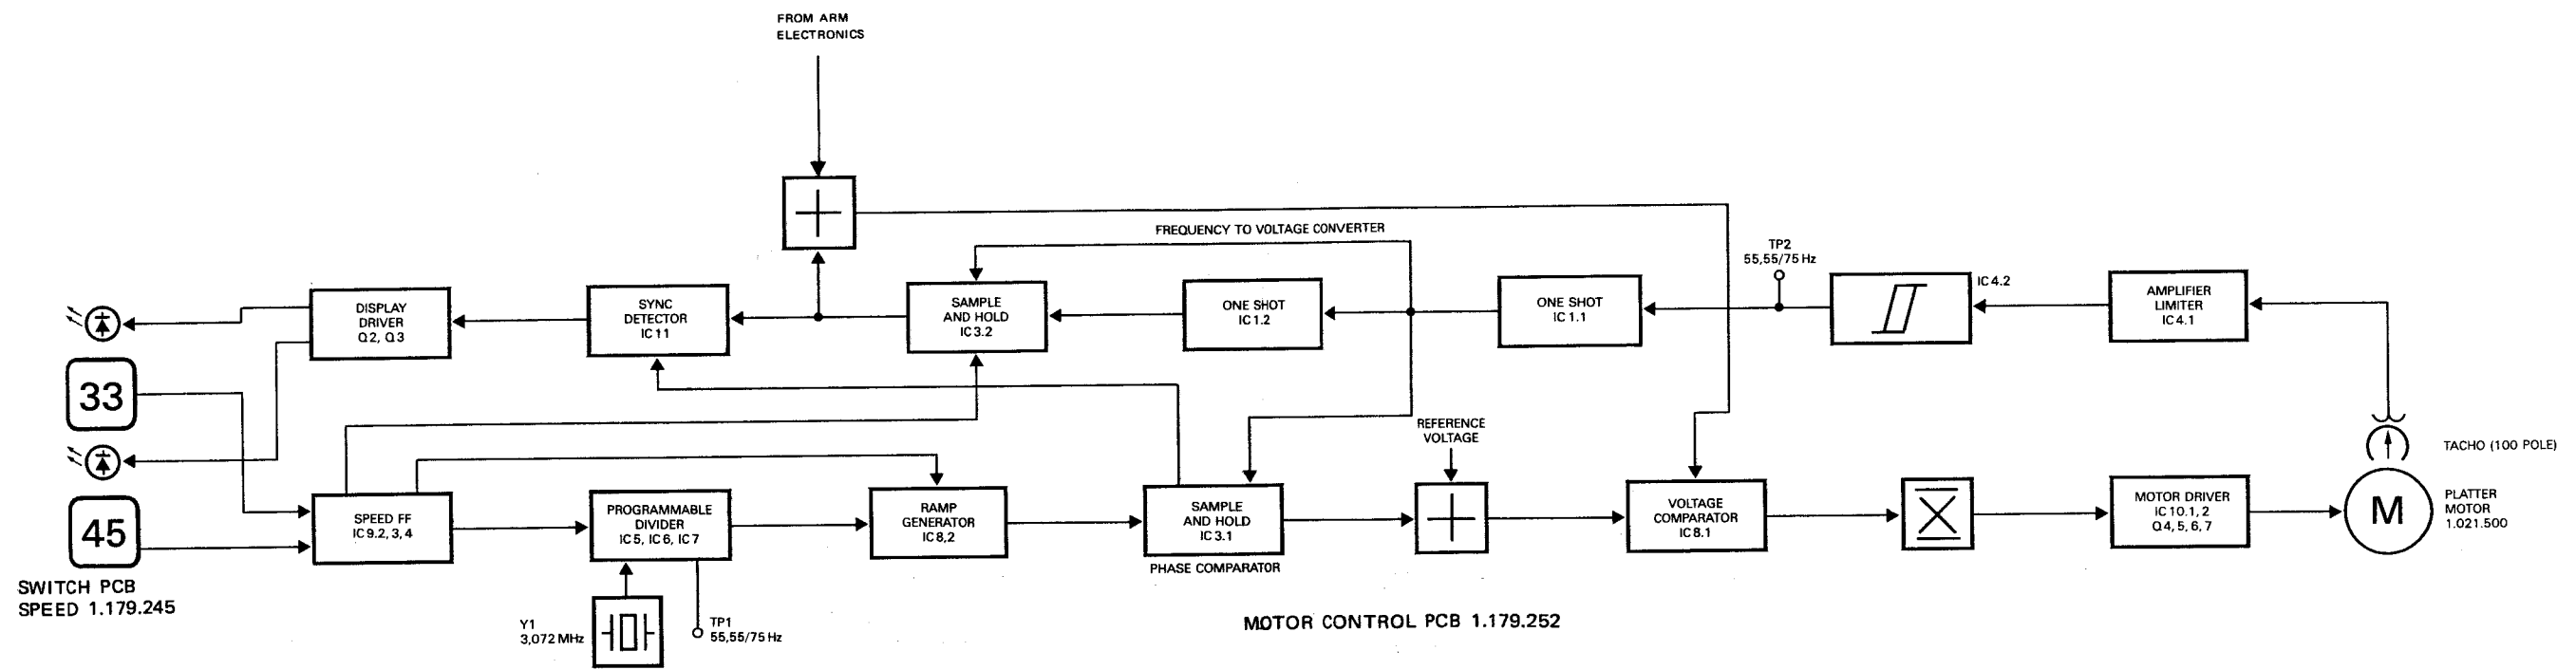 FROM ARM
ELECTRONICS
FREQUENCY TO VOLTAGE CONVERTER
TP2
55,55/75 Hz
DISPLAY
DRIVER
Q2, Q3
SYNC
DETECTOR
IC 11
SAMPLE
AND HOLD
IC 3.2
ONE SHOT
IC 1.2
ONE SHOT
IC 1.1
IC 4.2
AMPLIFIER
LIMITER
IC 4.1
33
45
SWITCH PCB
SPEED 1.179.245
SPEED FF
IC 9.2, 3, 4
PROGRAMMABLE
DIVIDER
IC 5, IC 6, IC 7
Y1
3,072 MHz
TP1
55,55/75 Hz
RAMP
GENERATOR
IC 8,2
SAMPLE
AND HOLD
IC 3.1
PHASE COMPARATOR
REFERENCE
VOLTAGE
VOLTAGE
COMPARATOR
IC 8.1
MOTOR DRIVER
IC 10.1, 2
Q 4, 5, 6, 7
TACHO (100 POLE)
M
PLATTER
MOTOR
1.021.500
MOTOR CONTROL PCB 1.179.252